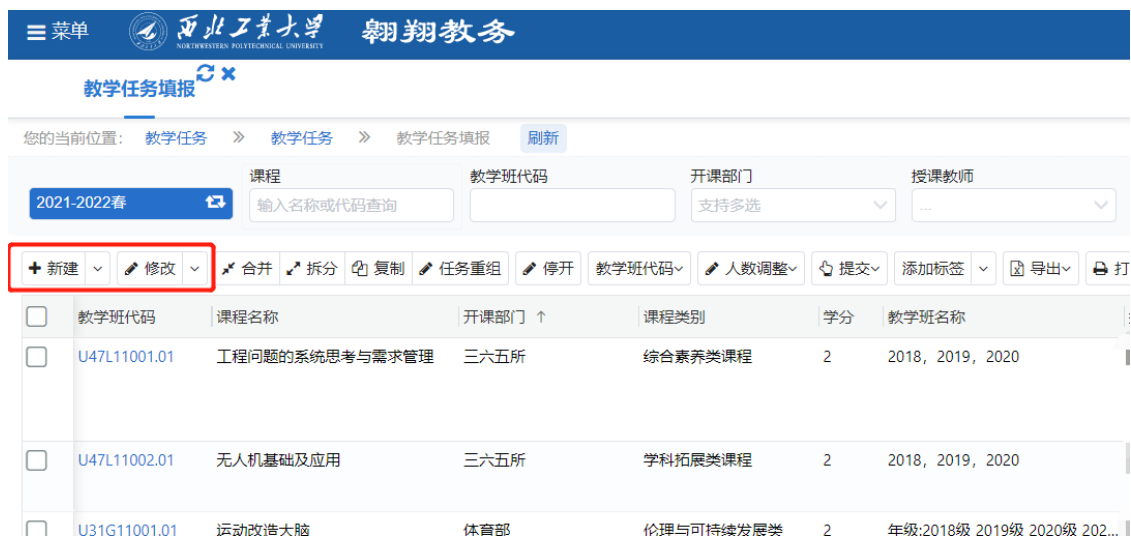 菜单 西北工业大学 翱翔教务
NORTHWESTERN POLYTECHNICAL UNIVERSITY
教学任务填报
您的当前位置： 教学任务 » 教学任务 » 教学任务填报 刷新
课程 教学班代码 开课部门 授课教师
2021-2022春 输入名称或代码查询 支持多选 ...
新建 修改 合并 拆分 复制 任务重组 停开 教学班代码 人数调整 提交 添加标签 导出 打
教学班代码 课程名称 开课部门 ↑ 课程类别 学分 教学班名称
U47L11001.01 工程问题的系统思考与需求管理 三六五所 综合素养类课程 2 2018，2019，2020
U47L11002.01 无人机基础及应用 三六五所 学科拓展类课程 2 2018，2019，2020
U31G11001.01 运动改造大脑 体育部 伦理与可持续发展类 2 年级:2018级 2019级 2020级 202...